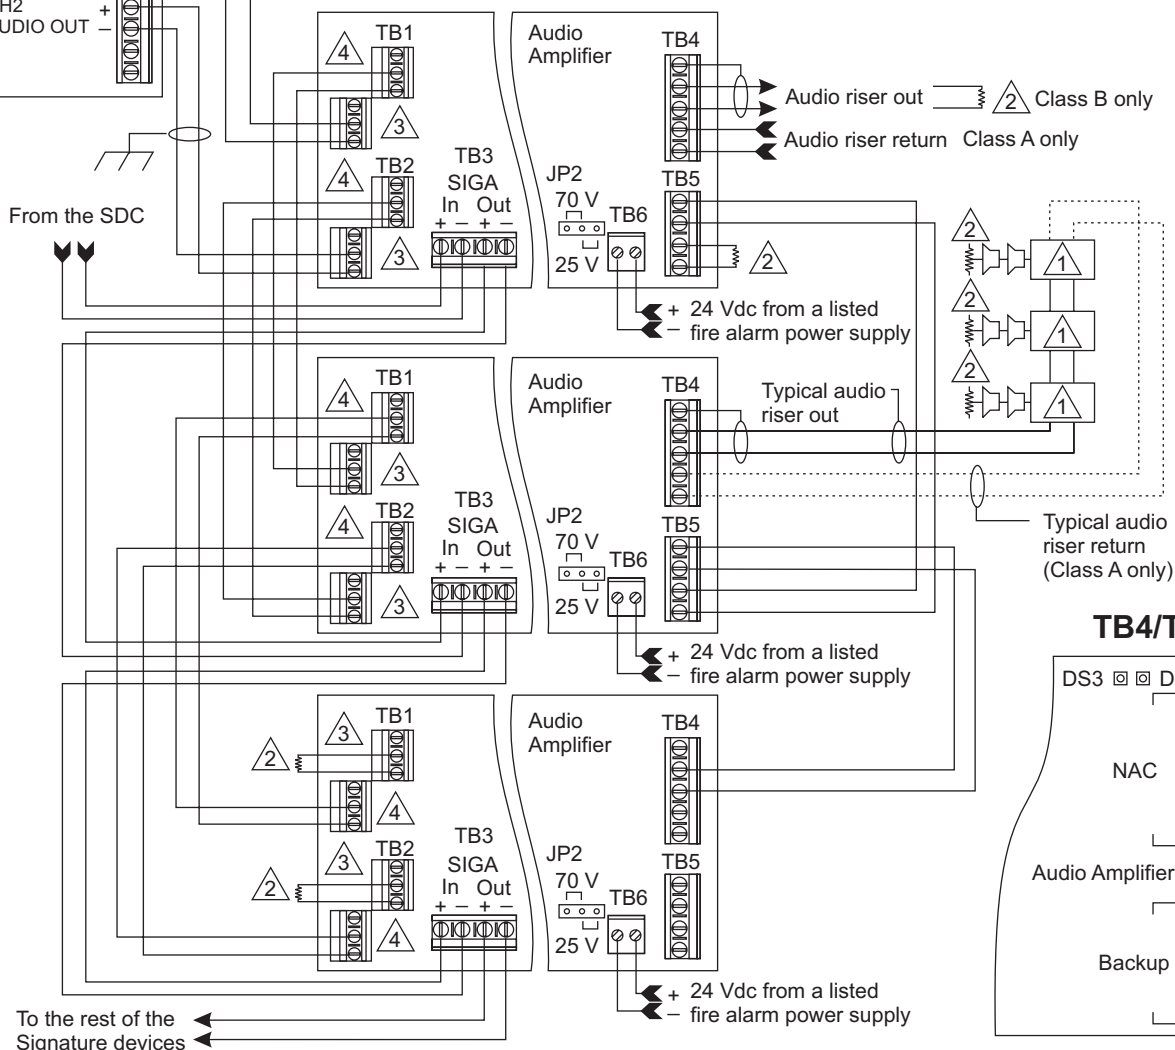 H2
UDIO OUT
+
–
From the SDC
TB1
4
3
TB2
4
3
TB3
SIGA
In Out
+ – + –
Audio
Amplifier
JP2
70 V
25 V
TB6
TB4
TB5
Audio riser out
2 Class B only
Audio riser return Class A only
2
+ 24 Vdc from a listed
– fire alarm power supply
2
1
2
1
2
1
TB1
4
3
TB2
4
3
TB3
SIGA
In Out
+ – + –
Audio
Amplifier
JP2
70 V
25 V
TB6
TB4
TB5
Typical audio
riser out
Typical audio
riser return
(Class A only)
+ 24 Vdc from a listed
– fire alarm power supply
TB1
3
2
4
TB2
3
2
4
TB3
SIGA
In Out
+ – + –
Audio
Amplifier
JP2
70 V
25 V
TB6
TB4
TB5
+ 24 Vdc from a listed
– fire alarm power supply
To the rest of the
Signature devices
TB4/T
DS3 D
NAC
Audio Amplifier
Backup